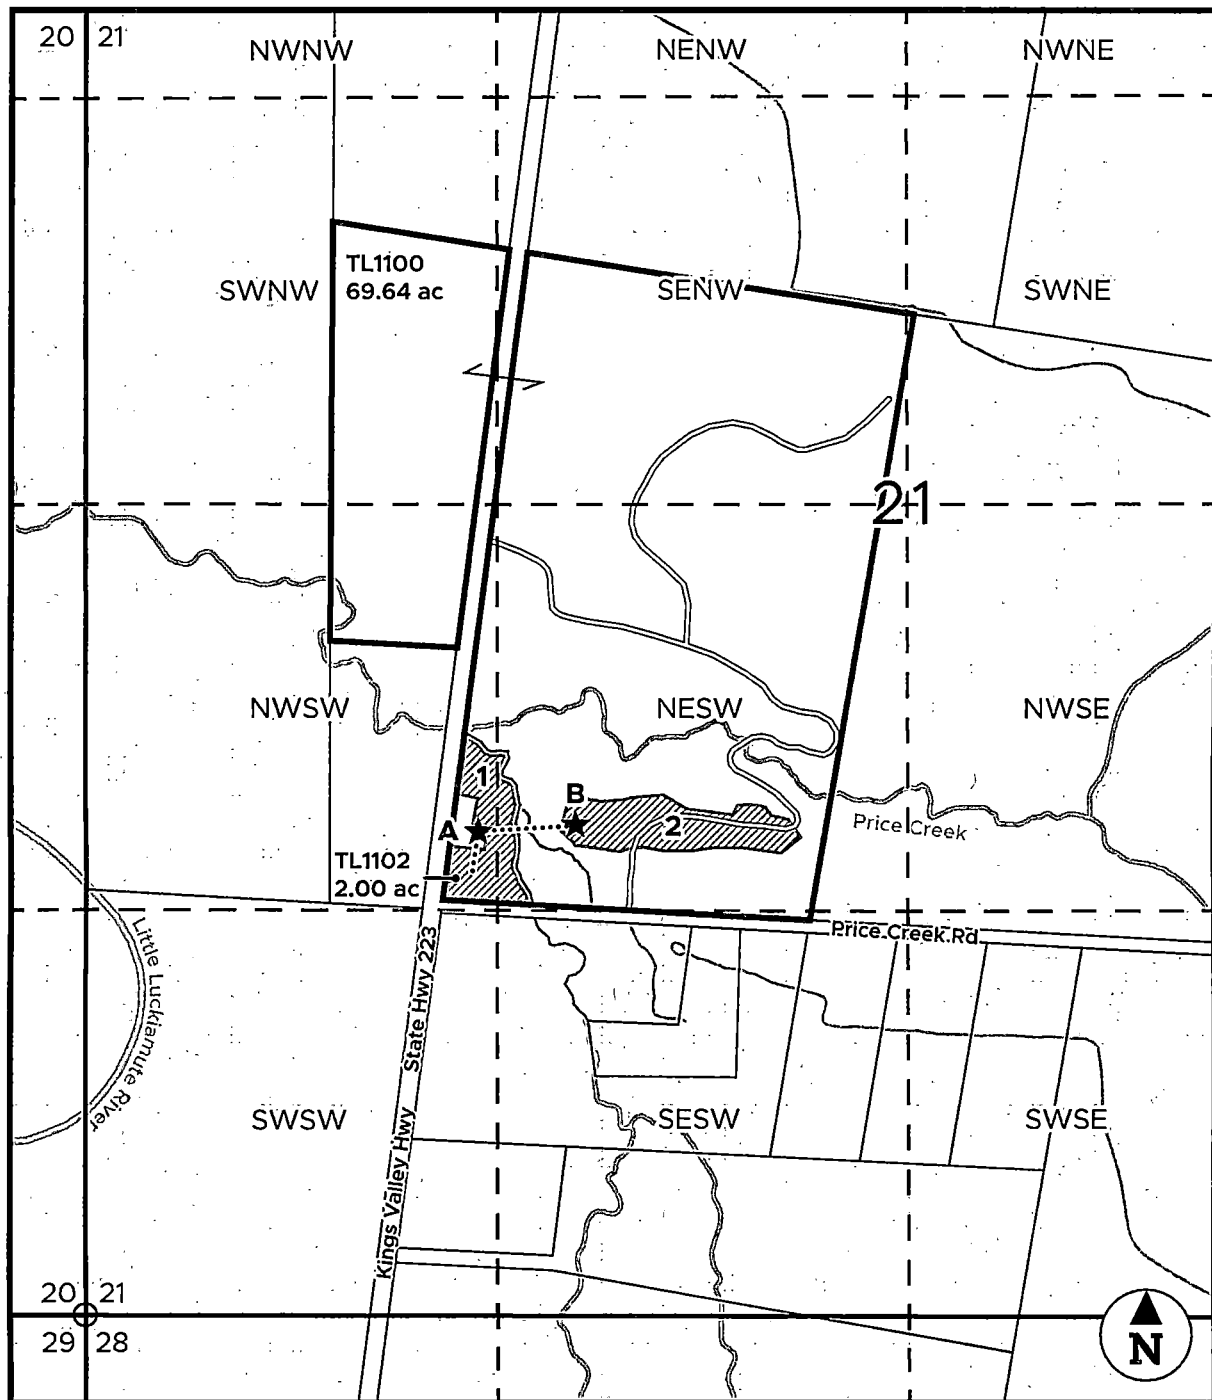 20 21
NWNW
NENW
NWNE
TL1100
69.64 ac
SWNW
SENW
SWNE
21
NWSW
NESW
NWSE
1
B
A
2
Price Creek
TL1102
2.00 ac
Price Creek Rd
Little Luckiamute River
Kings Valley Hwy State Hwy 223
SWSW
SESW
SWSE
20 21
29 28
N